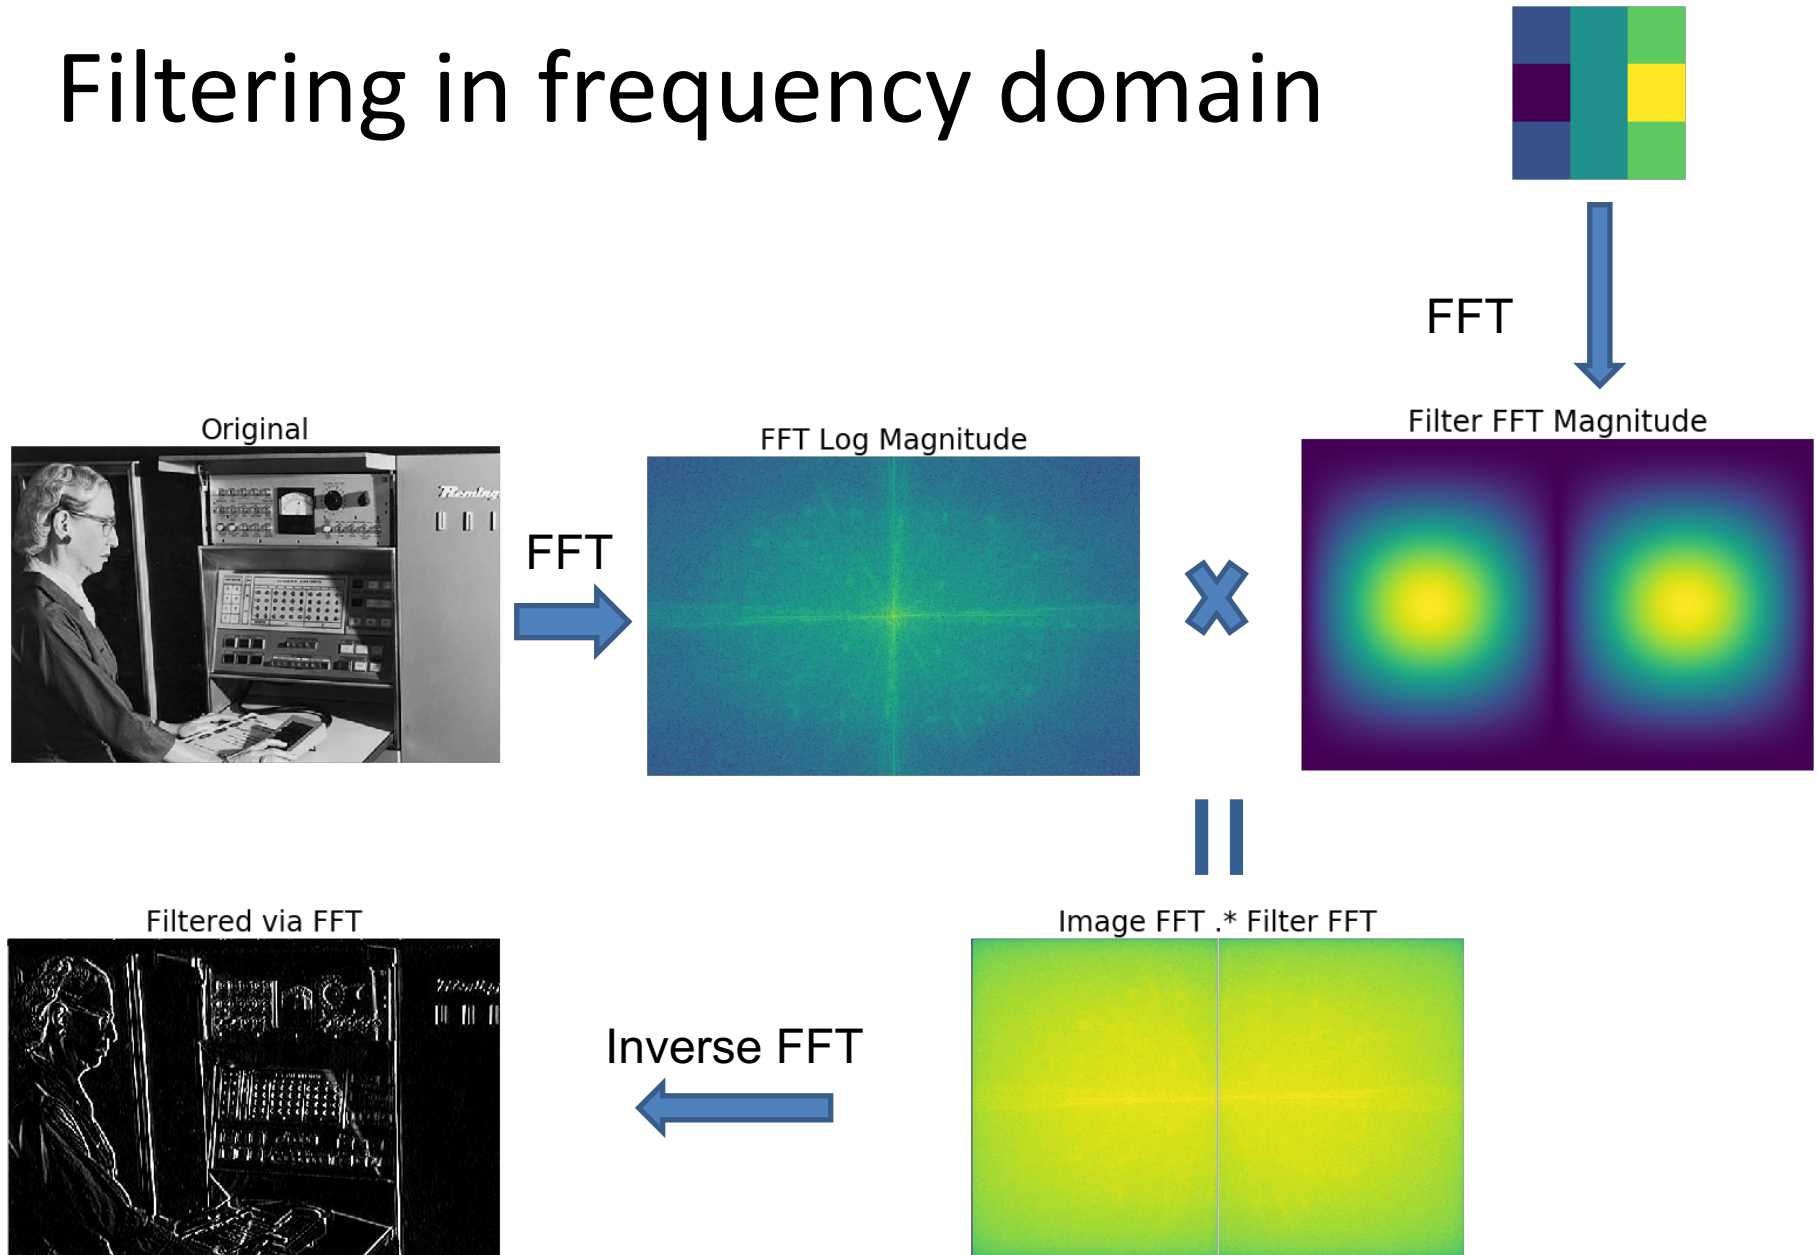 Filtering in frequency domain
FFT
Original
FFT Log Magnitude
Filter FFT Magnitude
FFT
Filtered via FFT
Image FFT .* Filter FFT
Inverse FFT